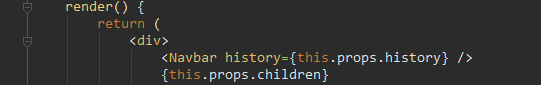 render() {
return (
<div>
<Navbar history={this.props.history} />
{this.props.children}